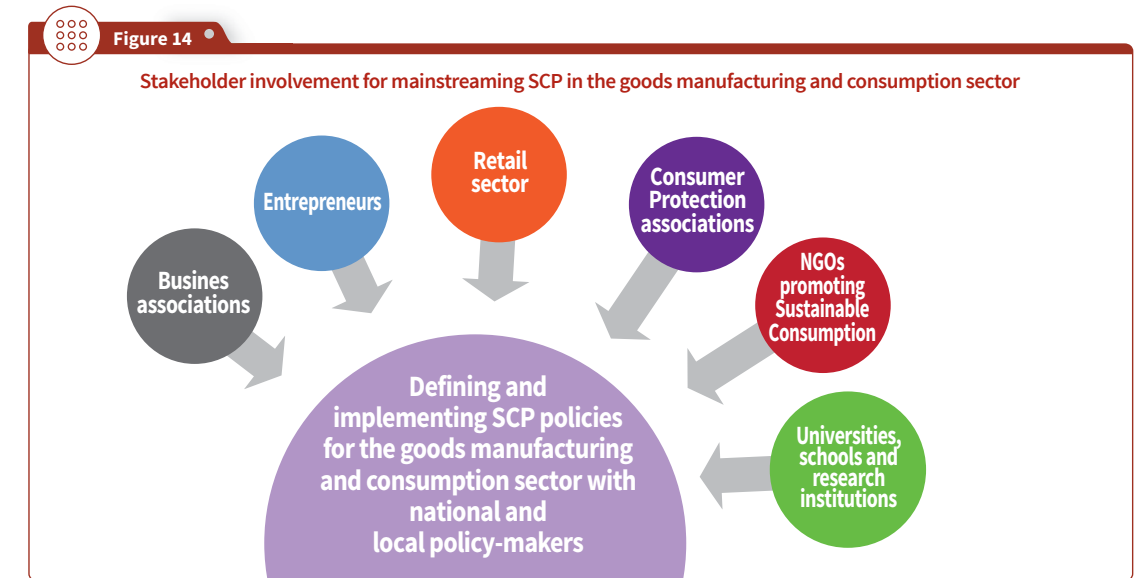 Figure 14
Stakeholder involvement for mainstreaming SCP in the goods manufacturing and consumption sector
Retail
sector
Entrepreneurs
Consumer
Protection
associations
Busines
associations
NGOs
promoting
Sustainable
Consumption
Defining and
implementing SCP policies
for the goods manufacturing
and consumption sector with
national and
local policy-makers
Universities,
schools and
research
institutions